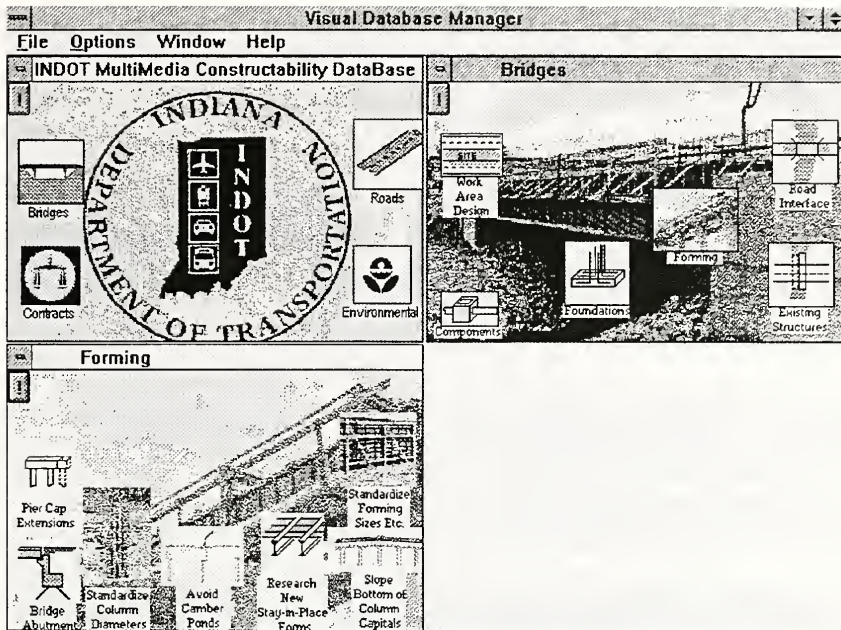 Visual Database Manager
File Options Window Help
INDOT MultiMedia Constructability DataBase
INDIANA
DEPARTMENT OF TRANSPORTATION
INDOT
Bridges
Roads
Contracts
Environmental
Bridges
SITE
Work
Area
Design
Road
Interface
Forming
Foundations
Components
Existing
Structures
Forming
Pier Cap
Extensions
Standardize
Forming
Sizes Etc.
Bridge
Abutment
Standardize
Column
Diameters
Avoid
Camber
Ponds
Research
New
Stay-in-Place
Forms
Slope
Bottom of
Column
Capitals